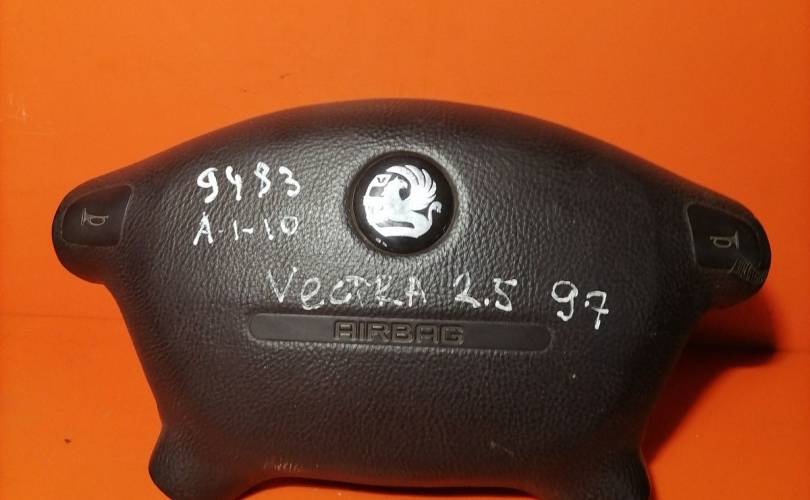 9483
A-1-10
Vectra 2.5 97
AIRBAG